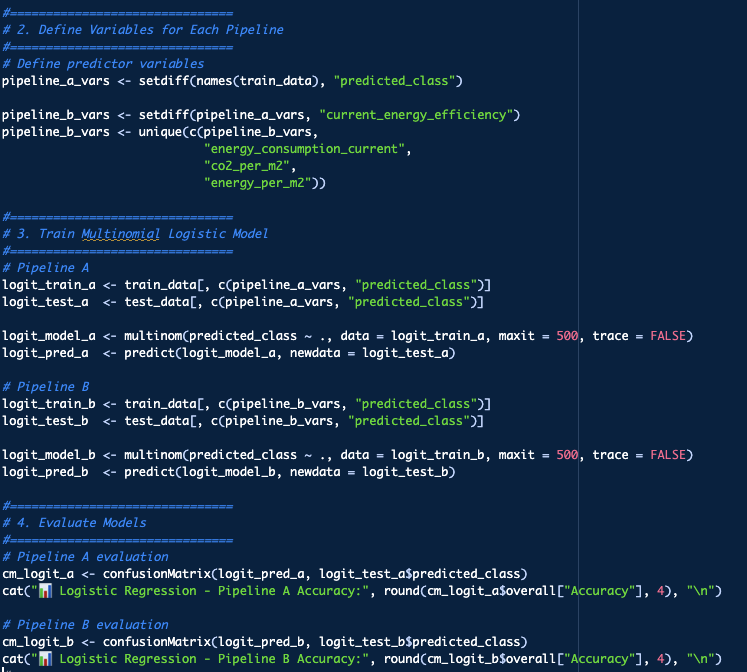 #===============================
# 2. Define Variables for Each Pipeline
#===============================
# Define predictor variables
pipeline_a_vars <- setdiff(names(train_data), "predicted_class")

pipeline_b_vars <- setdiff(pipeline_a_vars, "current_energy_efficiency")
pipeline_b_vars <- unique(c(pipeline_b_vars,
                            "energy_consumption_current",
                            "co2_per_m2",
                            "energy_per_m2"))

#===============================
# 3. Train Multinomial Logistic Model
#===============================
# Pipeline A
logit_train_a <- train_data[, c(pipeline_a_vars, "predicted_class")]
logit_test_a  <- test_data[, c(pipeline_a_vars, "predicted_class")]

logit_model_a <- multinom(predicted_class ~ ., data = logit_train_a, maxit = 500, trace = FALSE)
logit_pred_a  <- predict(logit_model_a, newdata = logit_test_a)

# Pipeline B
logit_train_b <- train_data[, c(pipeline_b_vars, "predicted_class")]
logit_test_b  <- test_data[, c(pipeline_b_vars, "predicted_class")]

logit_model_b <- multinom(predicted_class ~ ., data = logit_train_b, maxit = 500, trace = FALSE)
logit_pred_b  <- predict(logit_model_b, newdata = logit_test_b)

#===============================
# 4. Evaluate Models
#===============================
# Pipeline A evaluation
cm_logit_a <- confusionMatrix(logit_pred_a, logit_test_a$predicted_class)
cat("📊 Logistic Regression - Pipeline A Accuracy:", round(cm_logit_a$overall["Accuracy"], 4), "\n")

# Pipeline B evaluation
cm_logit_b <- confusionMatrix(logit_pred_b, logit_test_b$predicted_class)
cat("📊 Logistic Regression - Pipeline B Accuracy:", round(cm_logit_b$overall["Accuracy"], 4), "\n")